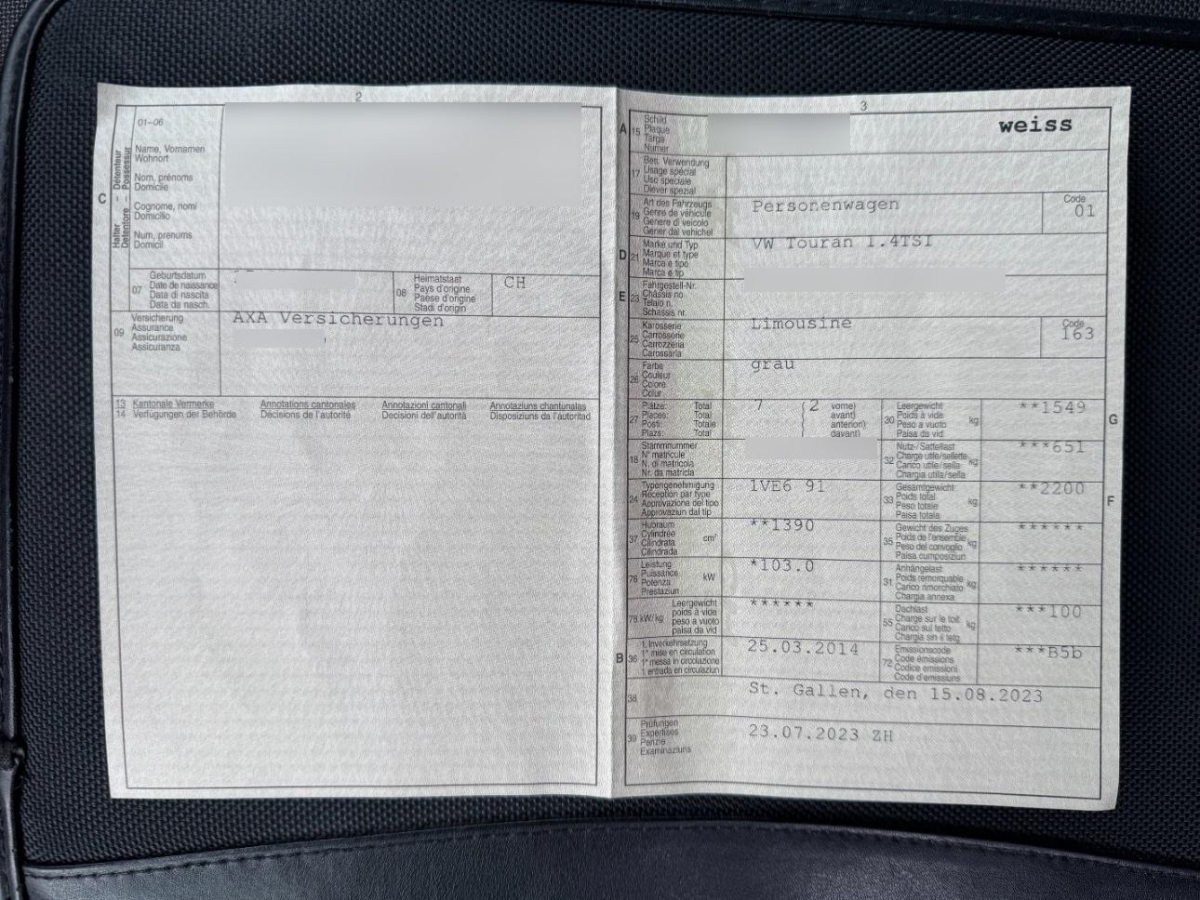 2
C
Halter – Détenteur
Detentore – Possessur
01–06
Name, Vornamen
Wohnort
Nom, prénoms
Domicile
Cognome, nomi
Domicilio
Num, prenums
Domicil
07
Geburtsdatum
Date de naissance
Data di nascita
Data da nasch.
08
Heimatstaat
Pays d'origine
Paese d'origine
Stadi d'origin
CH
09
Versicherung
Assurance
Assicurazione
Assicuranza
AXA Versicherungen
13 Kantonale Vermerke Annotations cantonales Annotazioni cantonali Annotaziuns chantunalas
14 Verfügungen der Behörde Décisions de l'autorité Decisioni dell'autorità Disposiziuns da l'autoritad
3
A 15
Schild
Plaque
Targa
Numer
weiss
17
Bes. Verwendung
Usage spécial
Uso speciale
Diever spezial
19
Art des Fahrzeugs
Genre de véhicule
Genere di veicolo
Gener dal vehichel
Personenwagen
Code
01
D 21
Marke und Typ
Marque et type
Marca e tipo
Marca e tip
VW Touran 1.4TSI
E 23
Fahrgestell-Nr.
Châssis no
Telaio n.
Schassis nr.
25
Karosserie
Carrosserie
Carrozzeria
Carossaria
Limousine
Code
163
26
Farbe
Couleur
Colore
Colur
grau
27
Plätze: Total
Places: Total
Posti: Totale
Plazs: Total
7
( 2
vorne)
avant)
anteriori)
davant)
30
Leergewicht
Poids à vide
Peso a vuoto
Paisa da vid
kg
**1549
G
18
Stammnummer
N° matricule
N. di matricola
Nr. da matricla
32
Nutz-/Sattellast
Charge utile/sellette
Carico utile/sella
Chargia utila/sella
kg
***651
24
Typengenehmigung
Réception par type
Approvazione del tipo
Approvaziun dal tip
1VE6 91
33
Gesamtgewicht
Poids total
Peso totale
Paisa totala
kg
**2200
F
37
Hubraum
Cylindrée
Cilindrata
Cilindrada
cm³
**1390
35
Gewicht des Zuges
Poids de l'ensemble
Peso del convoglio
Paisa cumposiziun
kg
******
76
Leistung
Puissance
Potenza
Prestaziun
kW
*103.0
31
Anhängelast
Poids remorquable
Carico rimorchiato
Chargia annexa
kg
******
78 kW/kg
Leergewicht
poids à vide
peso a vuoto
paisa da vid
******
55
Dachlast
Charge sur le toit
Carico sul tetto
Chargia sin il tetg
kg
***100
B 36
1. Inverkehrsetzung
1re mise en circulation
1a messa in circolazione
1. entrada en circulaziun
25.03.2014
72
Emissionscode
Code émissions
Codice emissioni
Code d'emissiuns
***B5b
38
St. Gallen, den 15.08.2023
39
Prüfungen
Expertises
Perizie
Examinaziuns
23.07.2023 ZH